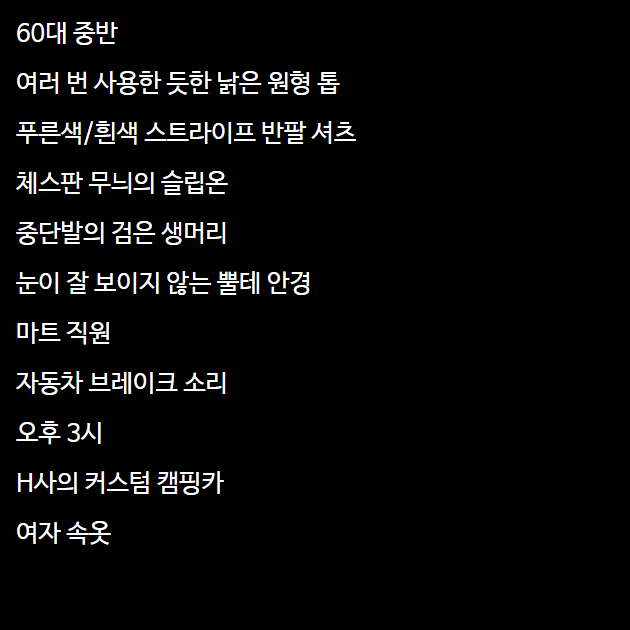 60대 중반
여러 번 사용한 듯한 낡은 원형 톱
푸른색/흰색 스트라이프 반팔 셔츠
체스판 무늬의 슬립온
중단발의 검은 생머리
눈이 잘 보이지 않는 뿔테 안경
마트 직원
자동차 브레이크 소리
오후 3시
H사의 커스텀 캠핑카
여자 속옷